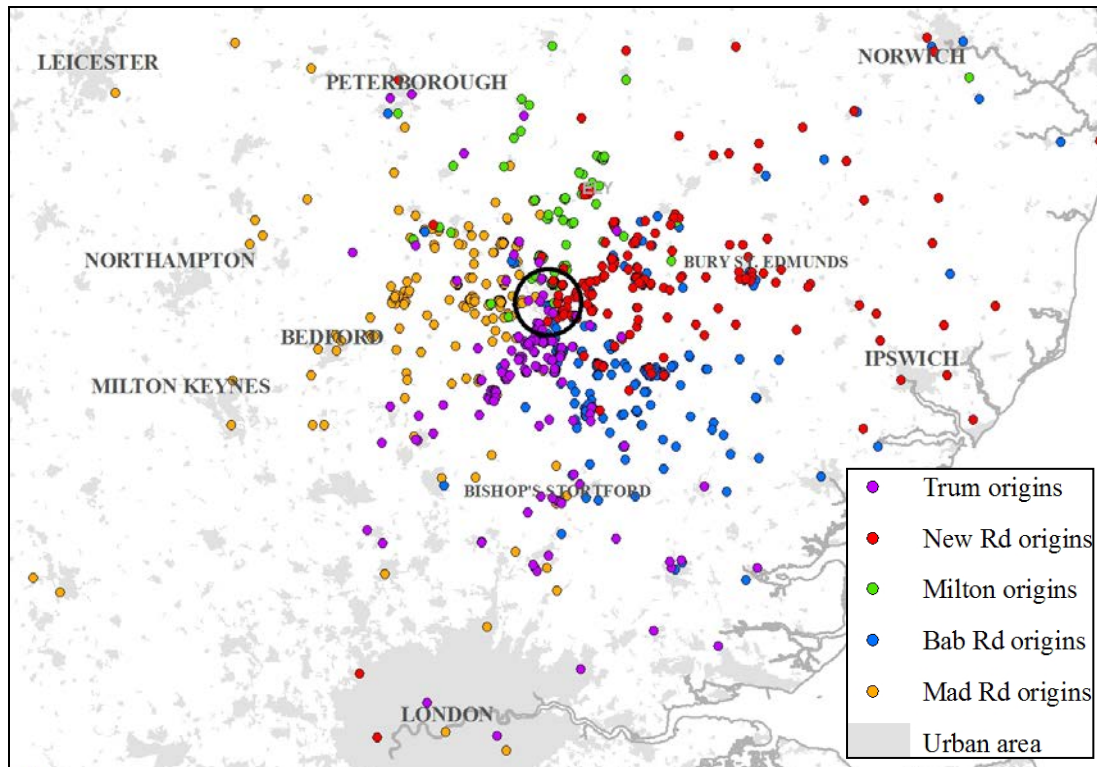 LEICESTER
PETERBOROUGH
NORWICH
ELY
NORTHAMPTON
BURY ST. EDMUNDS
BEDFORD
MILTON KEYNES
IPSWICH
BISHOP'S STORTFORD
LONDON
Trum origins
New Rd origins
Milton origins
Bab Rd origins
Mad Rd origins
Urban area